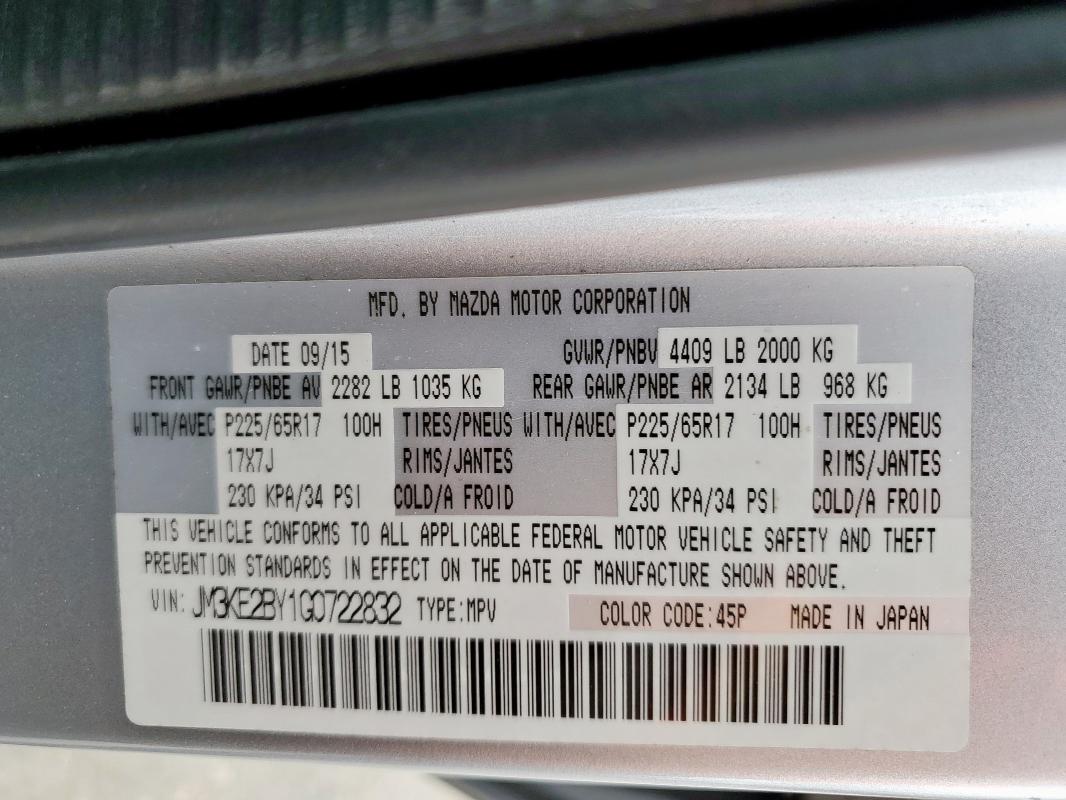 MFD. BY MAZDA MOTOR CORPORATION
DATE 09/15 GVWR/PNBV 4409 LB 2000 KG
FRONT GAWR/PNBE AV 2282 LB 1035 KG REAR GAWR/PNBE AR 2134 LB 968 KG
WITH/AVEC P225/65R17 100H TIRES/PNEUS WITH/AVEC P225/65R17 100H TIRES/PNEUS
17X7J RIMS/JANTES 17X7J RIMS/JANTES
230 KPA/34 PSI COLD/A FROID 230 KPA/34 PSI COLD/A FROID
THIS VEHICLE CONFORMS TO ALL APPLICABLE FEDERAL MOTOR VEHICLE SAFETY AND THEFT
PREVENTION STANDARDS IN EFFECT ON THE DATE OF MANUFACTURE SHOWN ABOVE.
VIN: JM3KE2BY1G0722832 TYPE:MPV COLOR CODE:45P MADE IN JAPAN